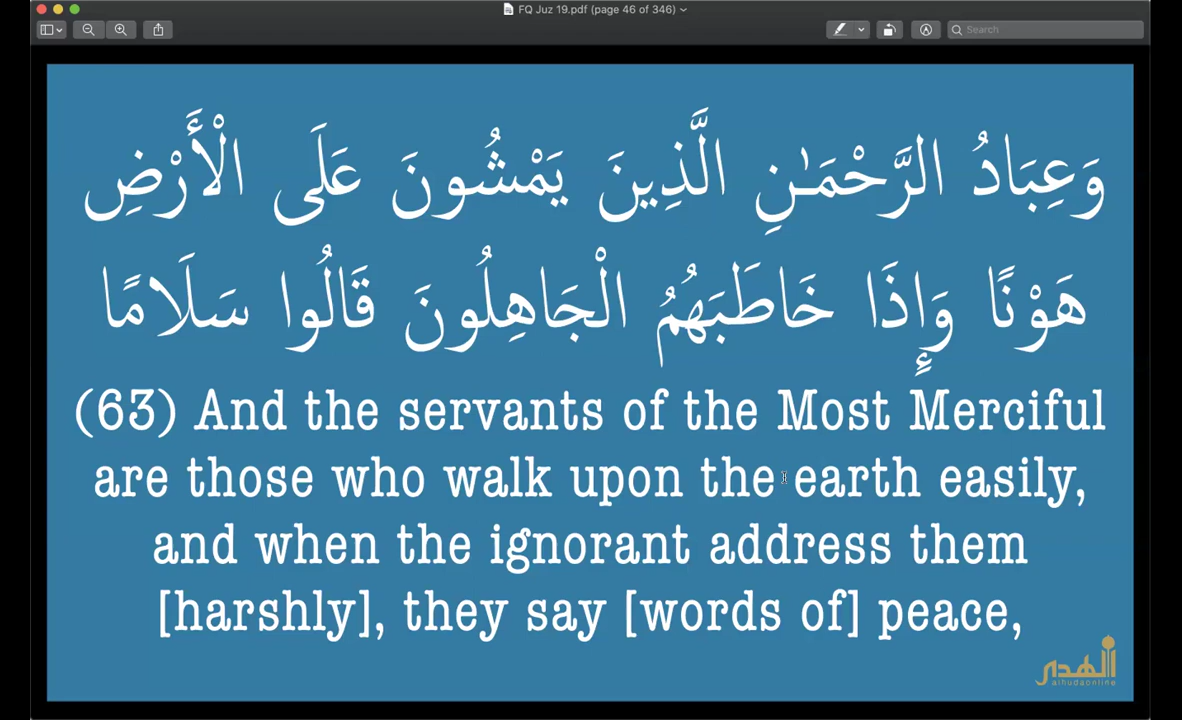 FQ Juz 19.pdf (page 46 of 346)
Search
وَعِبَادُ الرَّحْمَـٰنِ الَّذِينَ يَمْشُونَ عَلَى الْأَرْضِ
هَوْنًا وَإِذَا خَاطَبَهُمُ الْجَاهِلُونَ قَالُوا سَلَامًا
(63) And the servants of the Most Merciful
are those who walk upon the earth easily,
and when the ignorant address them
[harshly], they say [words of] peace,
الهدى
alhudaonline